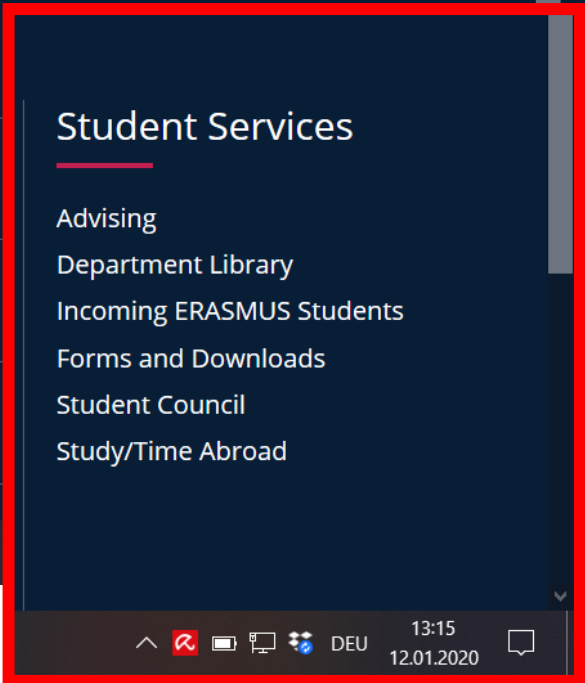 Student Services
Advising
Department Library
Incoming ERASMUS Students
Forms and Downloads
Student Council
Study/Time Abroad
DEU
13:15
12.01.2020